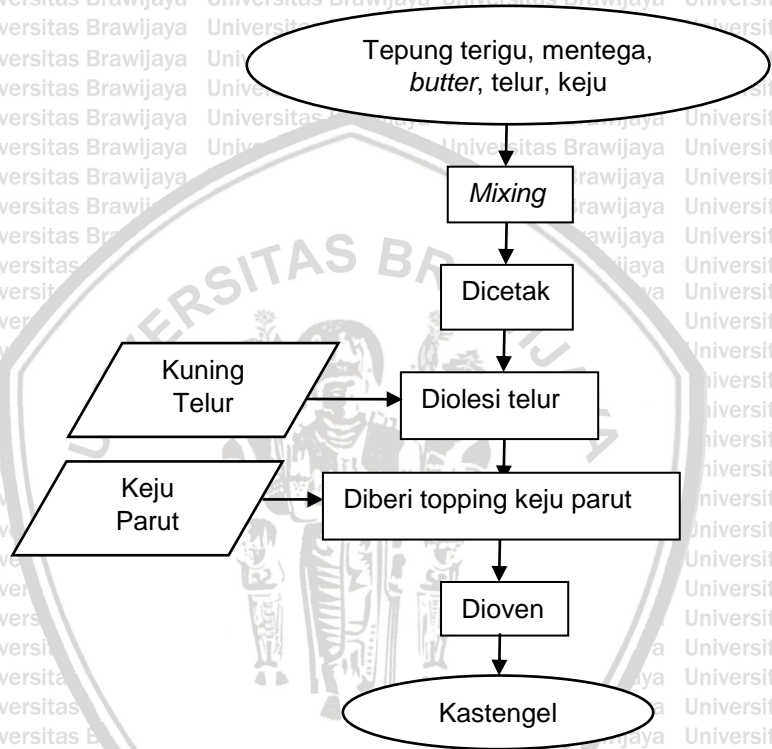 Tepung terigu, mentega,
butter, telur, keju
Mixing
Dicetak
Kuning
Telur
Diolesi telur
Keju
Parut
Diberi topping keju parut
Dioven
Kastengel